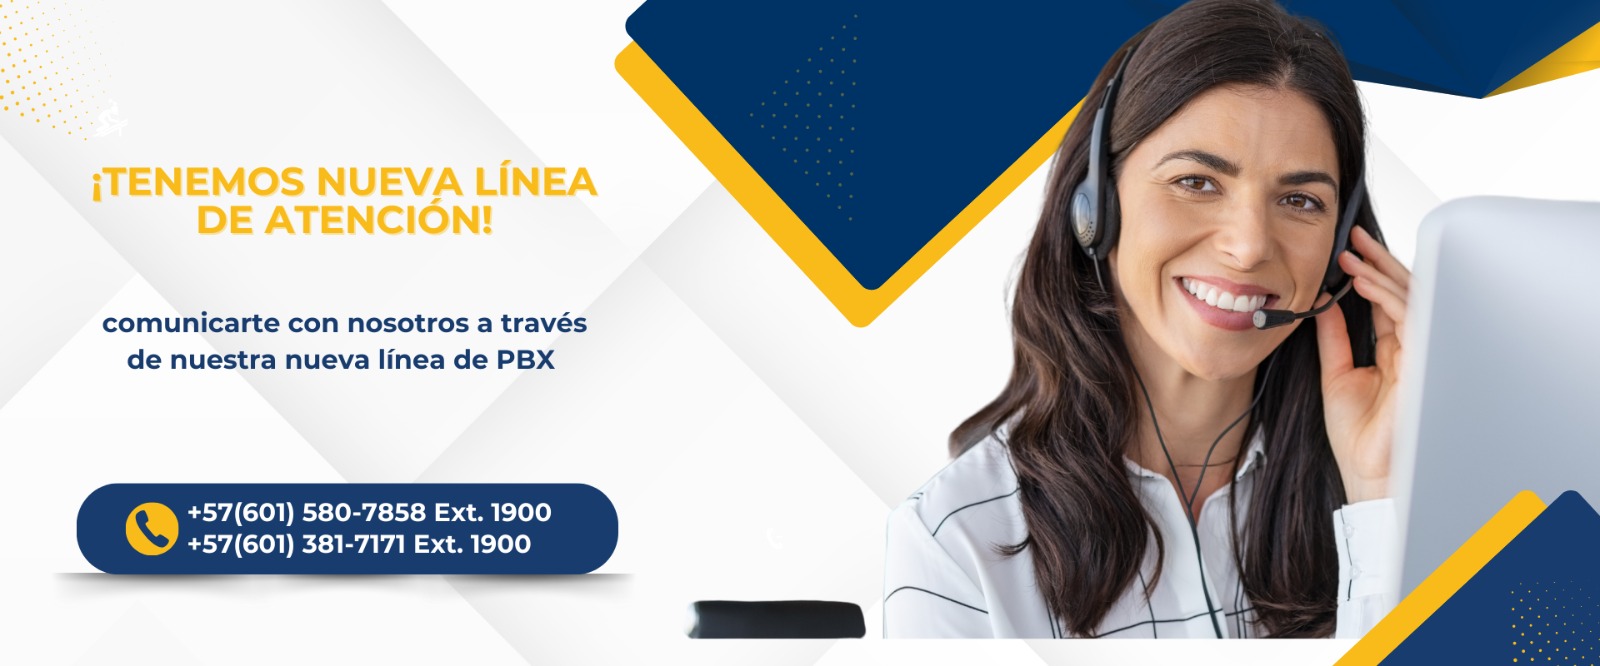 ¡TENEMOS NUEVA LÍNEA
DE ATENCIÓN!
comunicarte con nosotros a través
de nuestra nueva línea de PBX
+57(601) 580-7858 Ext. 1900
+57(601) 381-7171 Ext. 1900